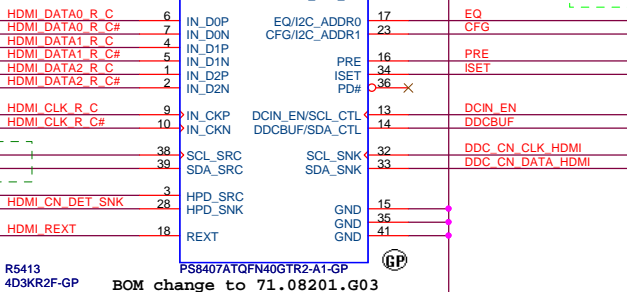 HDMI_DATA0_R_C 6 IN_D0P EQ/I2C_ADDR0 17 EQ
HDMI_DATA0_R_C# 7 IN_D0N CFG/I2C_ADDR1 23 CFG
HDMI_DATA1_R_C 4 IN_D1P
HDMI_DATA1_R_C# 5 IN_D1N PRE 16 PRE
HDMI_DATA2_R_C 1 IN_D2P ISET 34 ISET
HDMI_DATA2_R_C# 2 IN_D2N PD# 36
HDMI_CLK_R_C 9 IN_CKP DCIN_EN/SCL_CTL 13 DCIN_EN
HDMI_CLK_R_C# 10 IN_CKN DDCBUF/SDA_CTL 14 DDCBUF
38 SCL_SRC SCL_SNK 32 DDC_CN_CLK_HDMI
39 SDA_SRC SDA_SNK 33 DDC_CN_DATA_HDMI
3 HPD_SRC
HDMI_CN_DET_SNK 28 HPD_SNK GND 15
GND 35
HDMI_REXT 18 REXT GND 41
R5413 PS8407ATQFN40GTR2-A1-GP GP
4D3KR2F-GP BOM change to 71.08201.G03